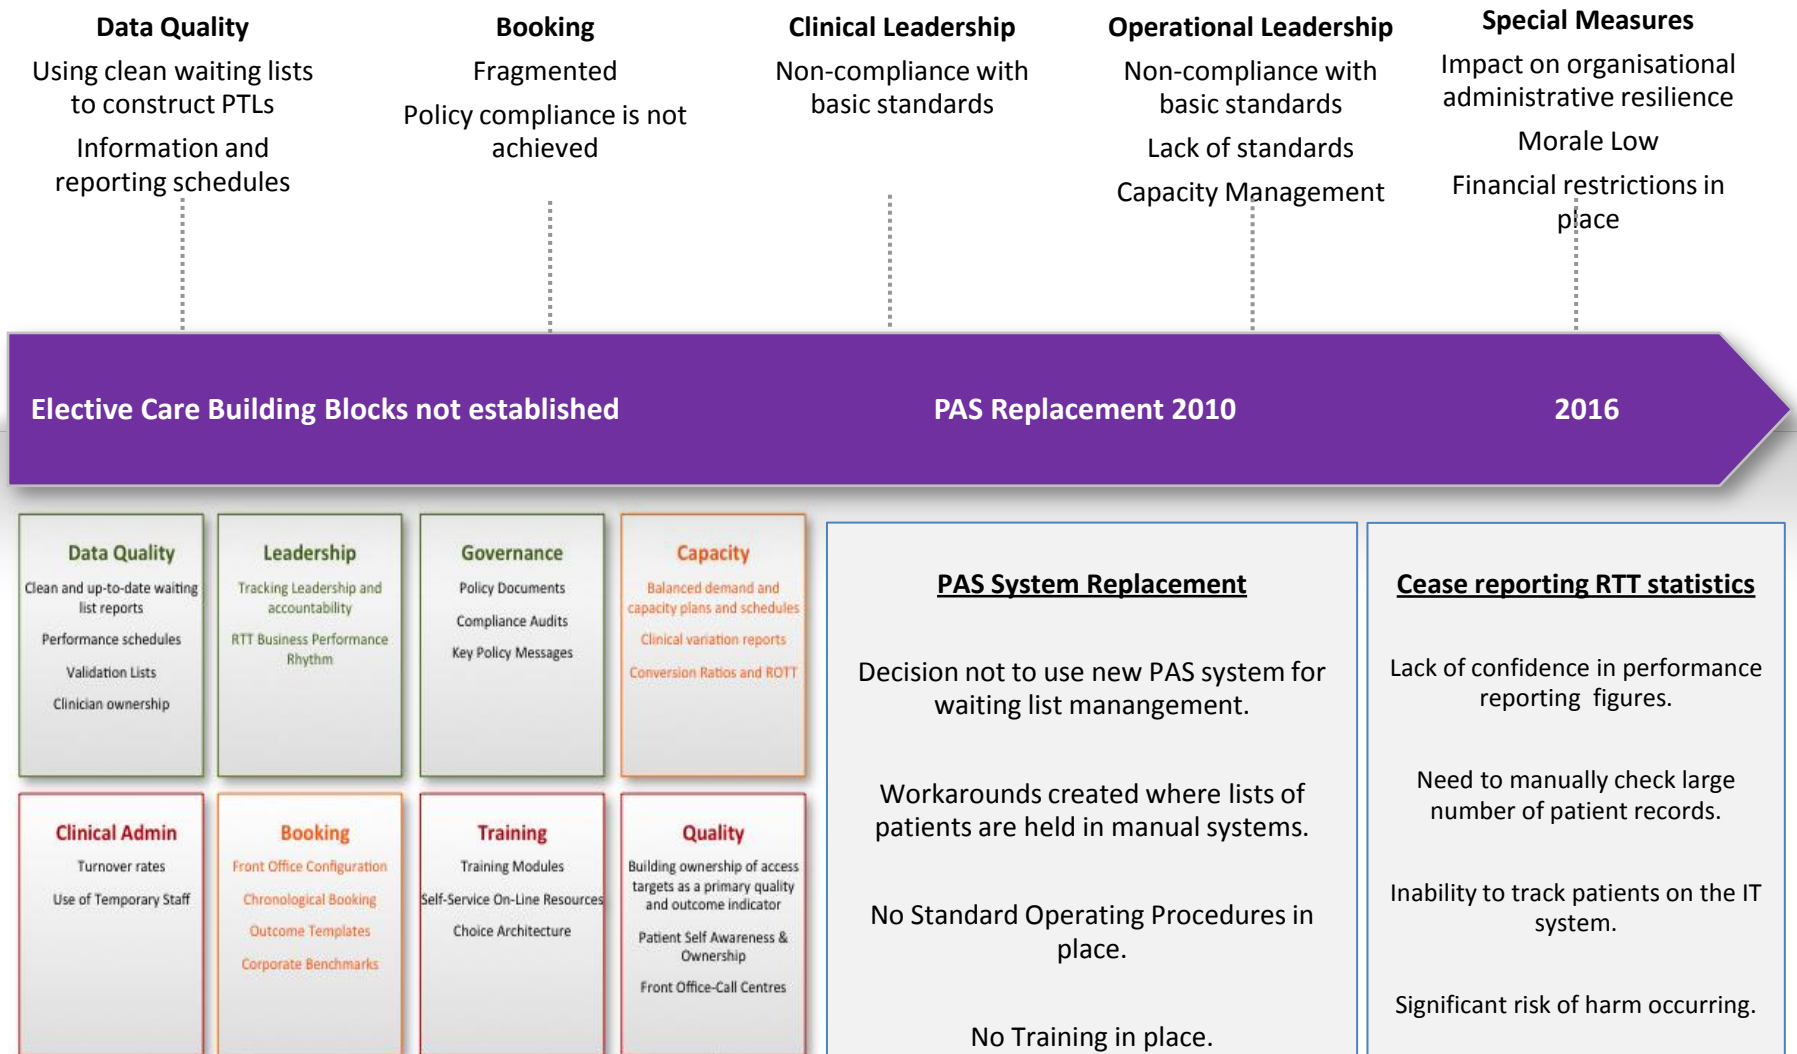 Data Quality
Using clean waiting lists
to construct PTLs
Information and
reporting schedules
Booking
Fragmented
Policy compliance is not
achieved
Clinical Leadership
Non-compliance with
basic standards
Operational Leadership
Non-compliance with
basic standards
Lack of standards
Capacity Management
Special Measures
Impact on organisational
administrative resilience
Morale Low
Financial restrictions in
place
Elective Care Building Blocks not established
PAS Replacement 2010
2016
Data Quality
Clean and up-to-date waiting
list reports
Performance schedules
Validation Lists
Clinician ownership
Leadership
Tracking Leadership and
accountability
RTT Business Performance
Rhythm
Governance
Policy Documents
Compliance Audits
Key Policy Messages
Capacity
Balanced demand and
capacity plans and schedules
Clinical variation reports
Conversion Ratios and ROTT
Clinical Admin
Turnover rates
Use of Temporary Staff
Booking
Front Office Configuration
Chronological Booking
Outcome Templates
Corporate Benchmarks
Training
Training Modules
Self-Service On-Line Resources
Choice Architecture
Quality
Building ownership of access
targets as a primary quality
and outcome indicator
Patient Self Awareness &
Ownership
Front Office-Call Centres
PAS System Replacement
Decision not to use new PAS system for
waiting list manangement.
Workarounds created where lists of
patients are held in manual systems.
No Standard Operating Procedures in
place.
No Training in place.
Cease reporting RTT statistics
Lack of confidence in performance
reporting figures.
Need to manually check large
number of patient records.
Inability to track patients on the IT
system.
Significant risk of harm occurring.